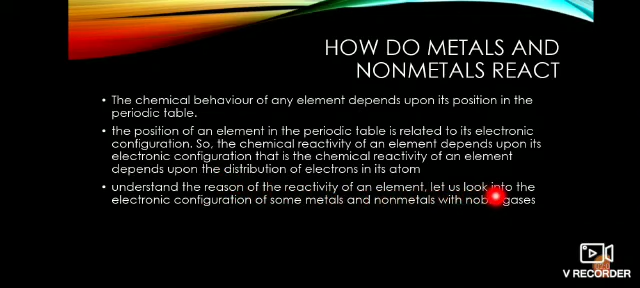 HOW DO METALS AND
NONMETALS REACT
• The chemical behaviour of any element depends upon its position in the
periodic table.
• the position of an element in the periodic table is related to its electronic
configuration. So, the chemical reactivity of an element depends upon its
electronic configuration that is the chemical reactivity of an element
depends upon the distribution of electrons in its atom
• understand the reason of the reactivity of an element, let us look into the
electronic configuration of some metals and nonmetals with noble gases
V RECORDER